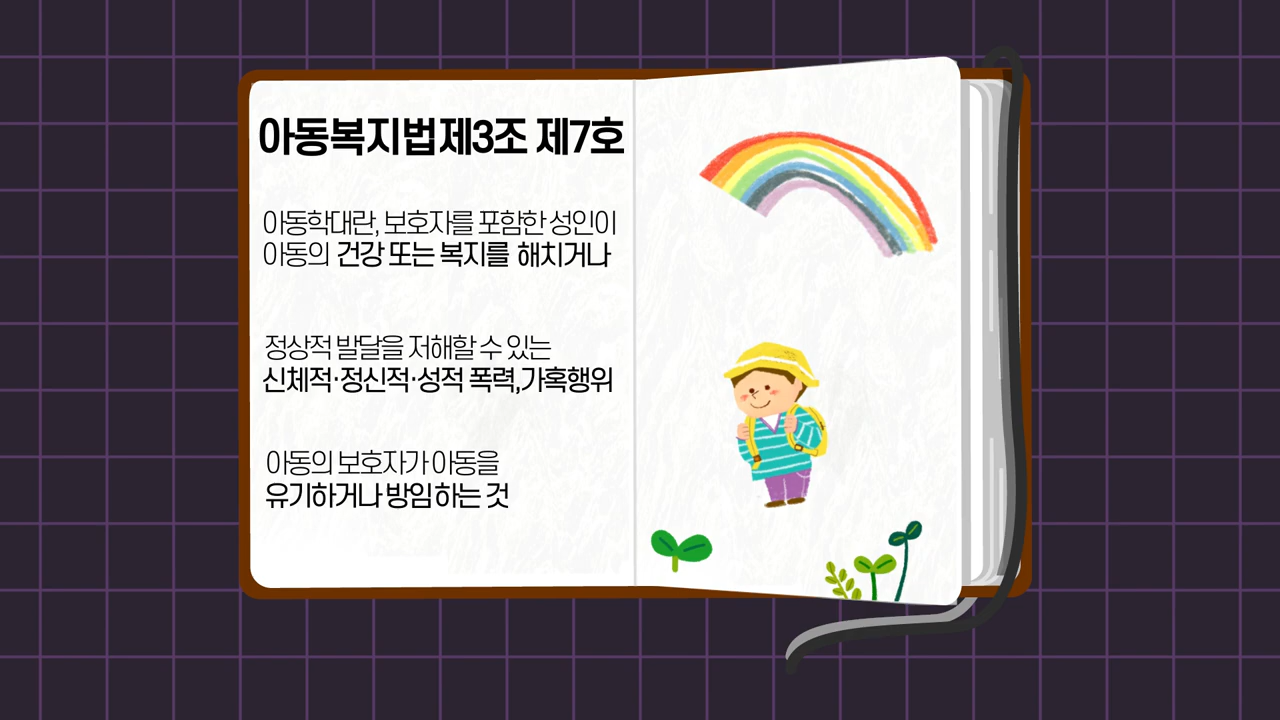 아동복지법제3조 제7호
아동학대란, 보호자를 포함한 성인이
아동의 건강 또는 복지를 해치거나
정상적 발달을 저해할 수 있는
신체적·정신적·성적 폭력,가혹행위
아동의 보호자가 아동을
유기하거나 방임하는 것